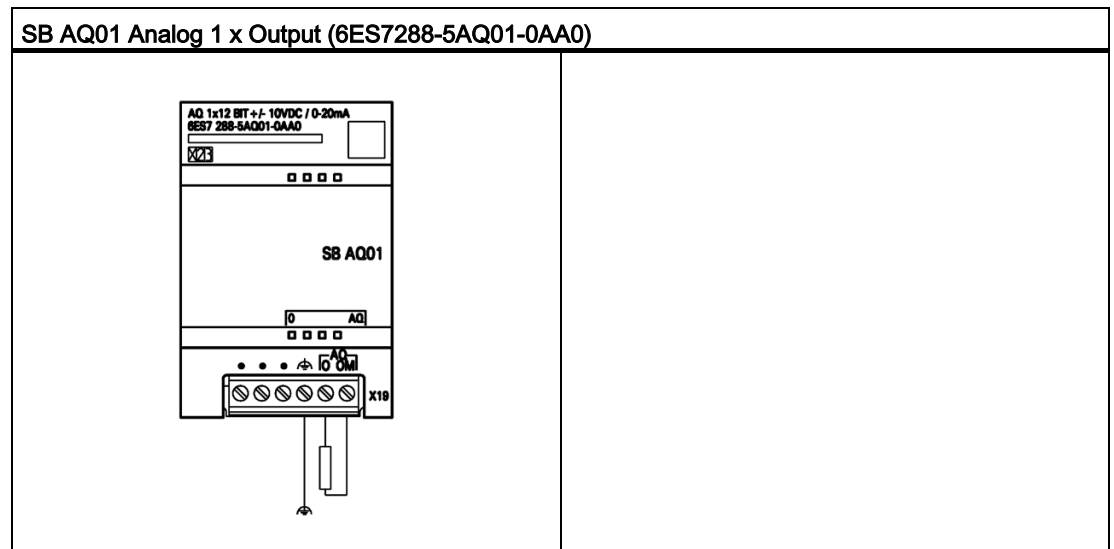 SB AQ01 Analog 1 x Output (6ES7288-5AQ01-0AA0)
AQ 1x12 BIT +/- 10VDC / 0-20mA
6ES7 288-5AQ01-0AA0
SB AQ01
0 AQ
AQ
0 0M
X19